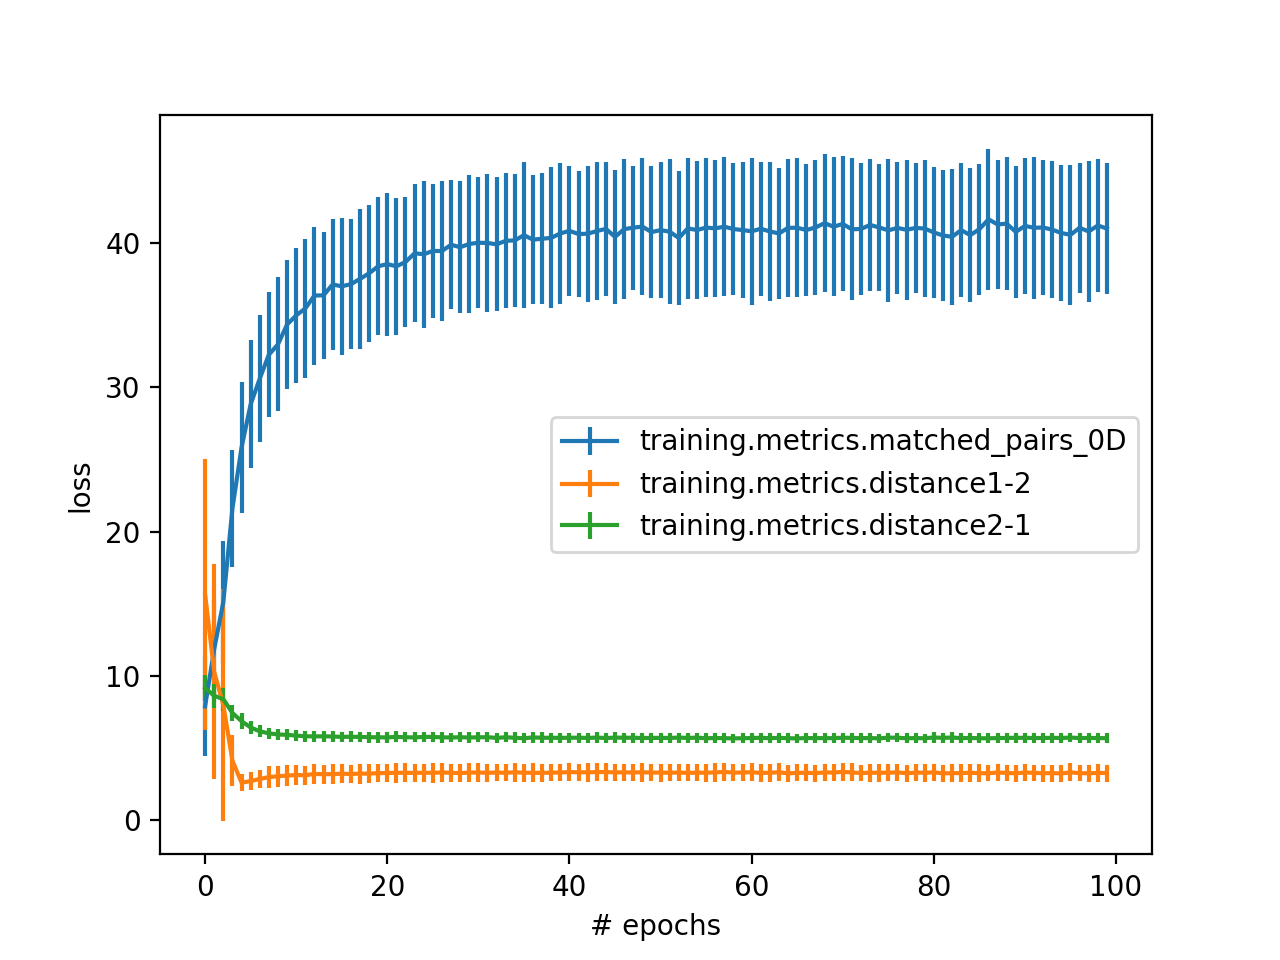 40
30
20
10
0
loss
training.metrics.matched_pairs_0D
training.metrics.distance1-2
training.metrics.distance2-1
0 20 40 60 80 100
# epochs